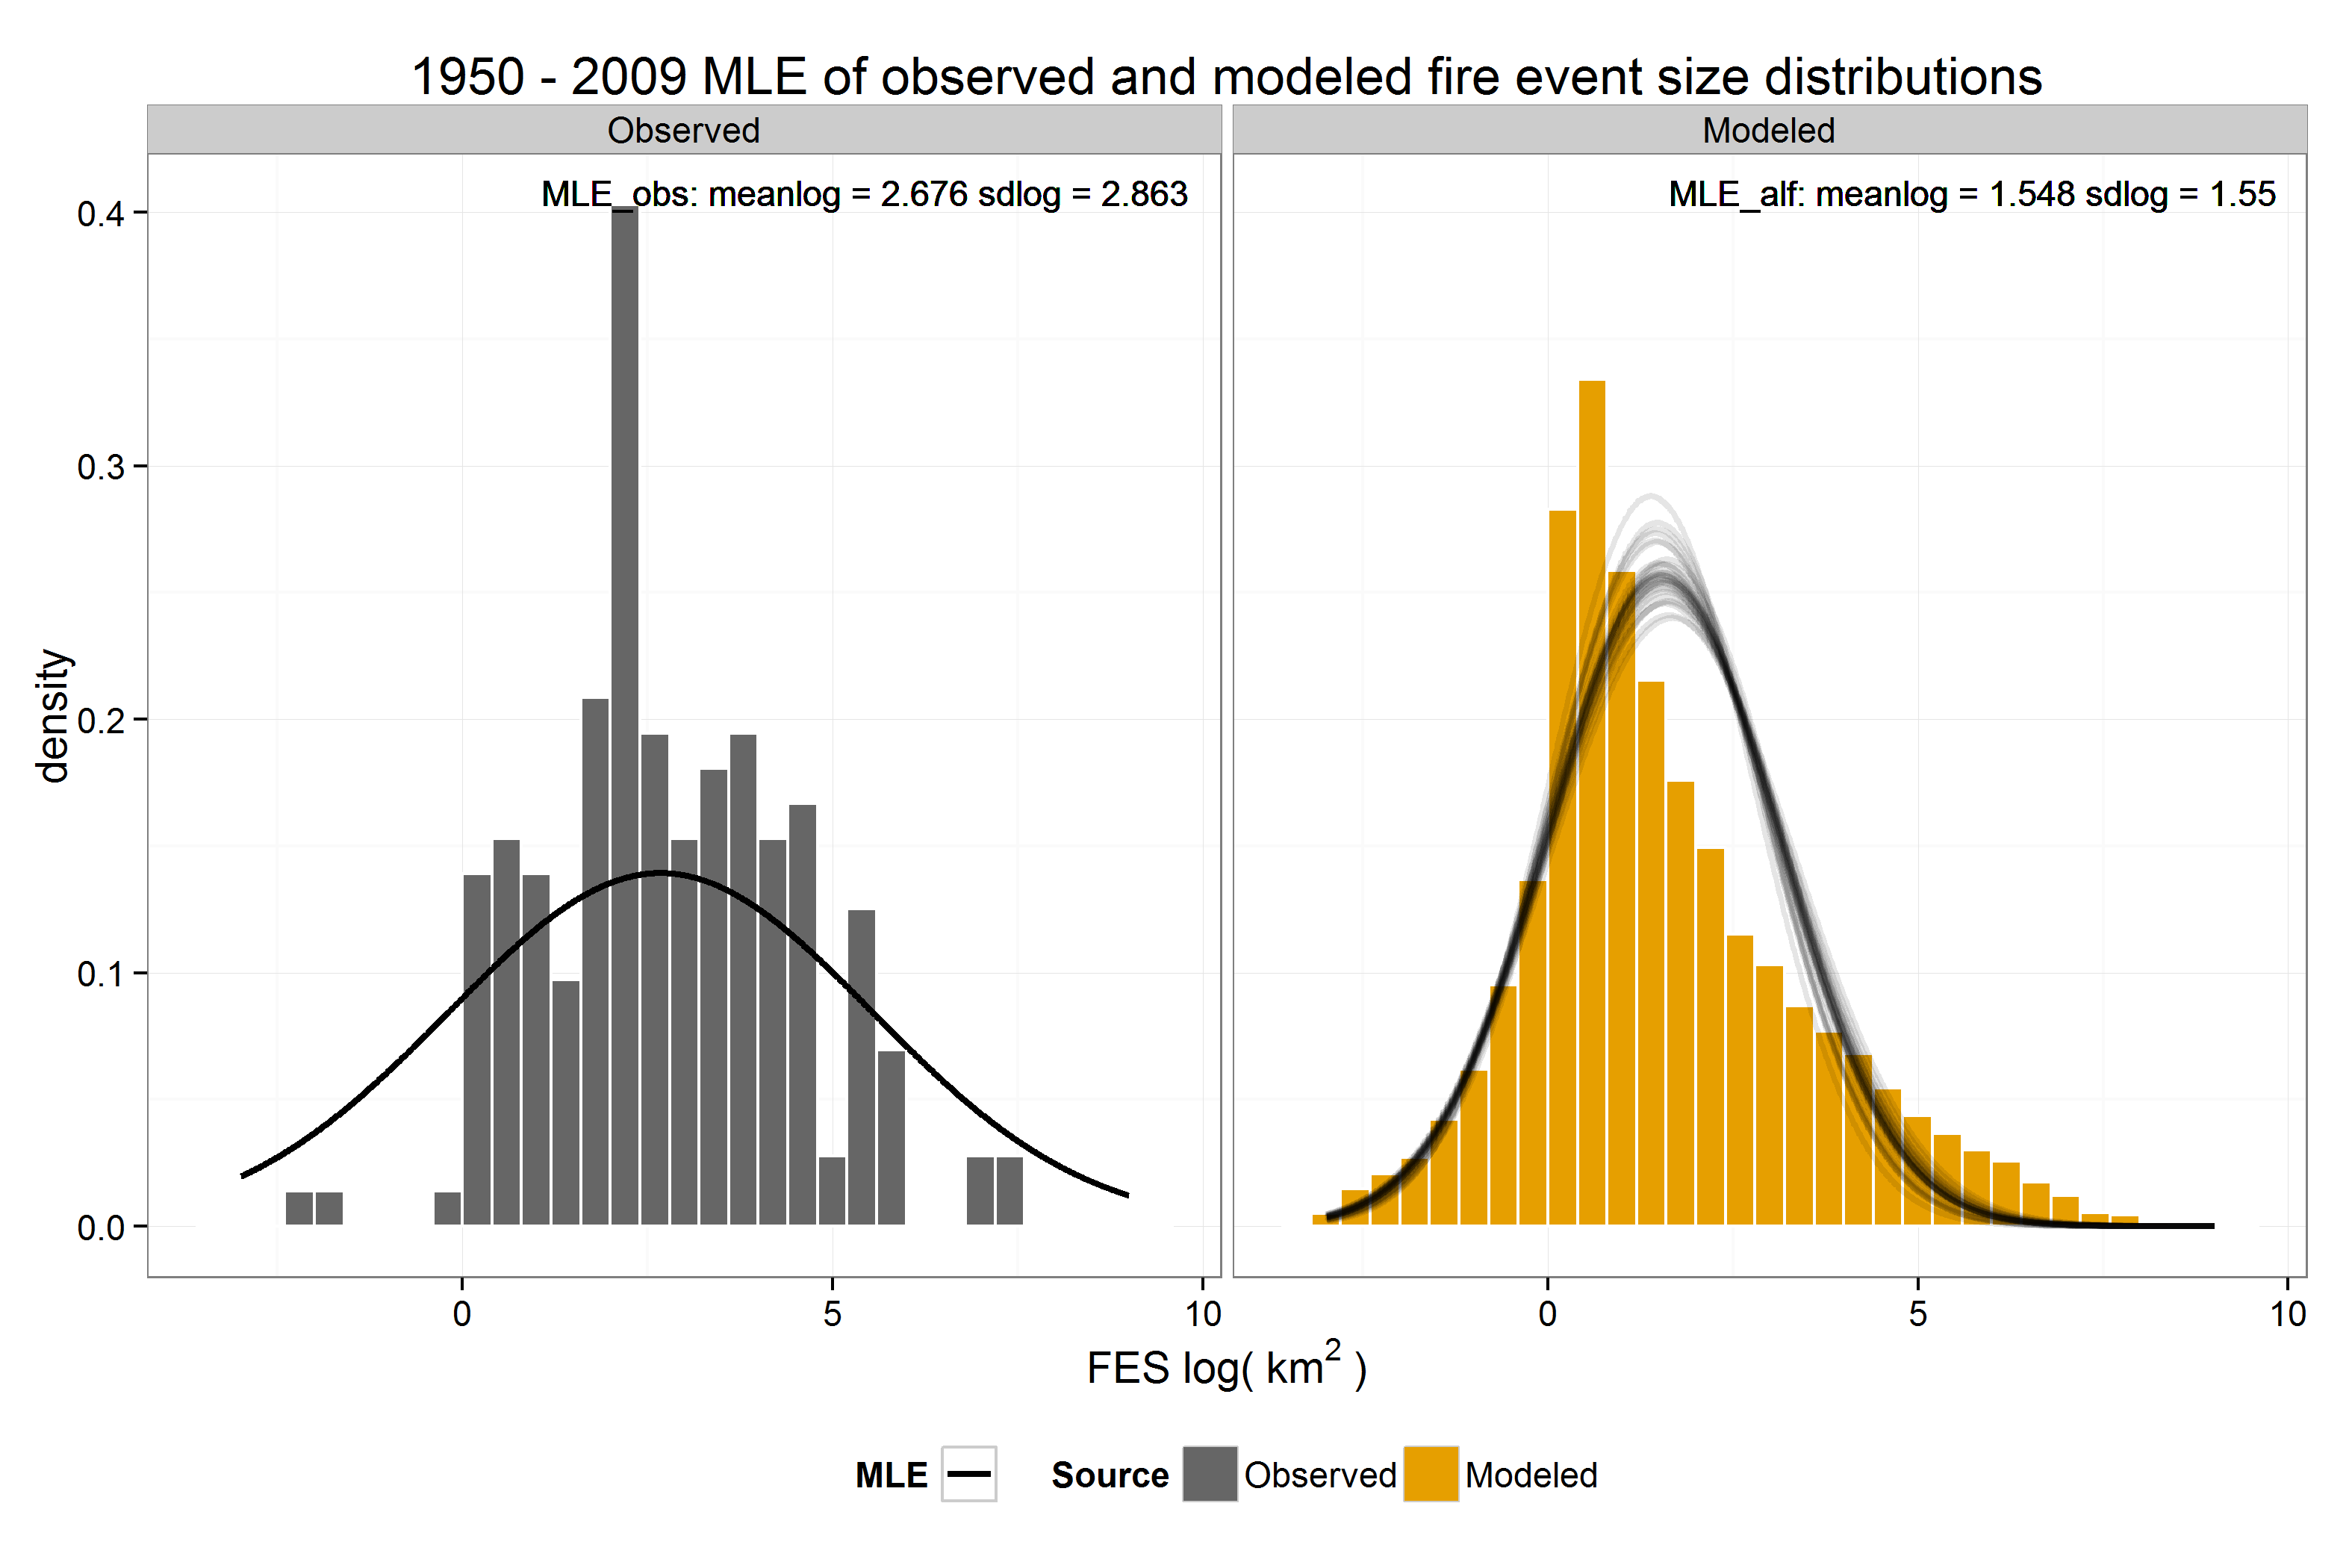 1950 - 2009 MLE of observed and modeled fire event size distributions
Observed
Modeled
MLE_obs: meanlog = 2.676 sdlog = 2.863
MLE_alf: meanlog = 1.548 sdlog = 1.55
density
0.4
0.3
0.2
0.1
0.0
0 5 10
0 5 10
FES log( km² )
MLE Source Observed Modeled